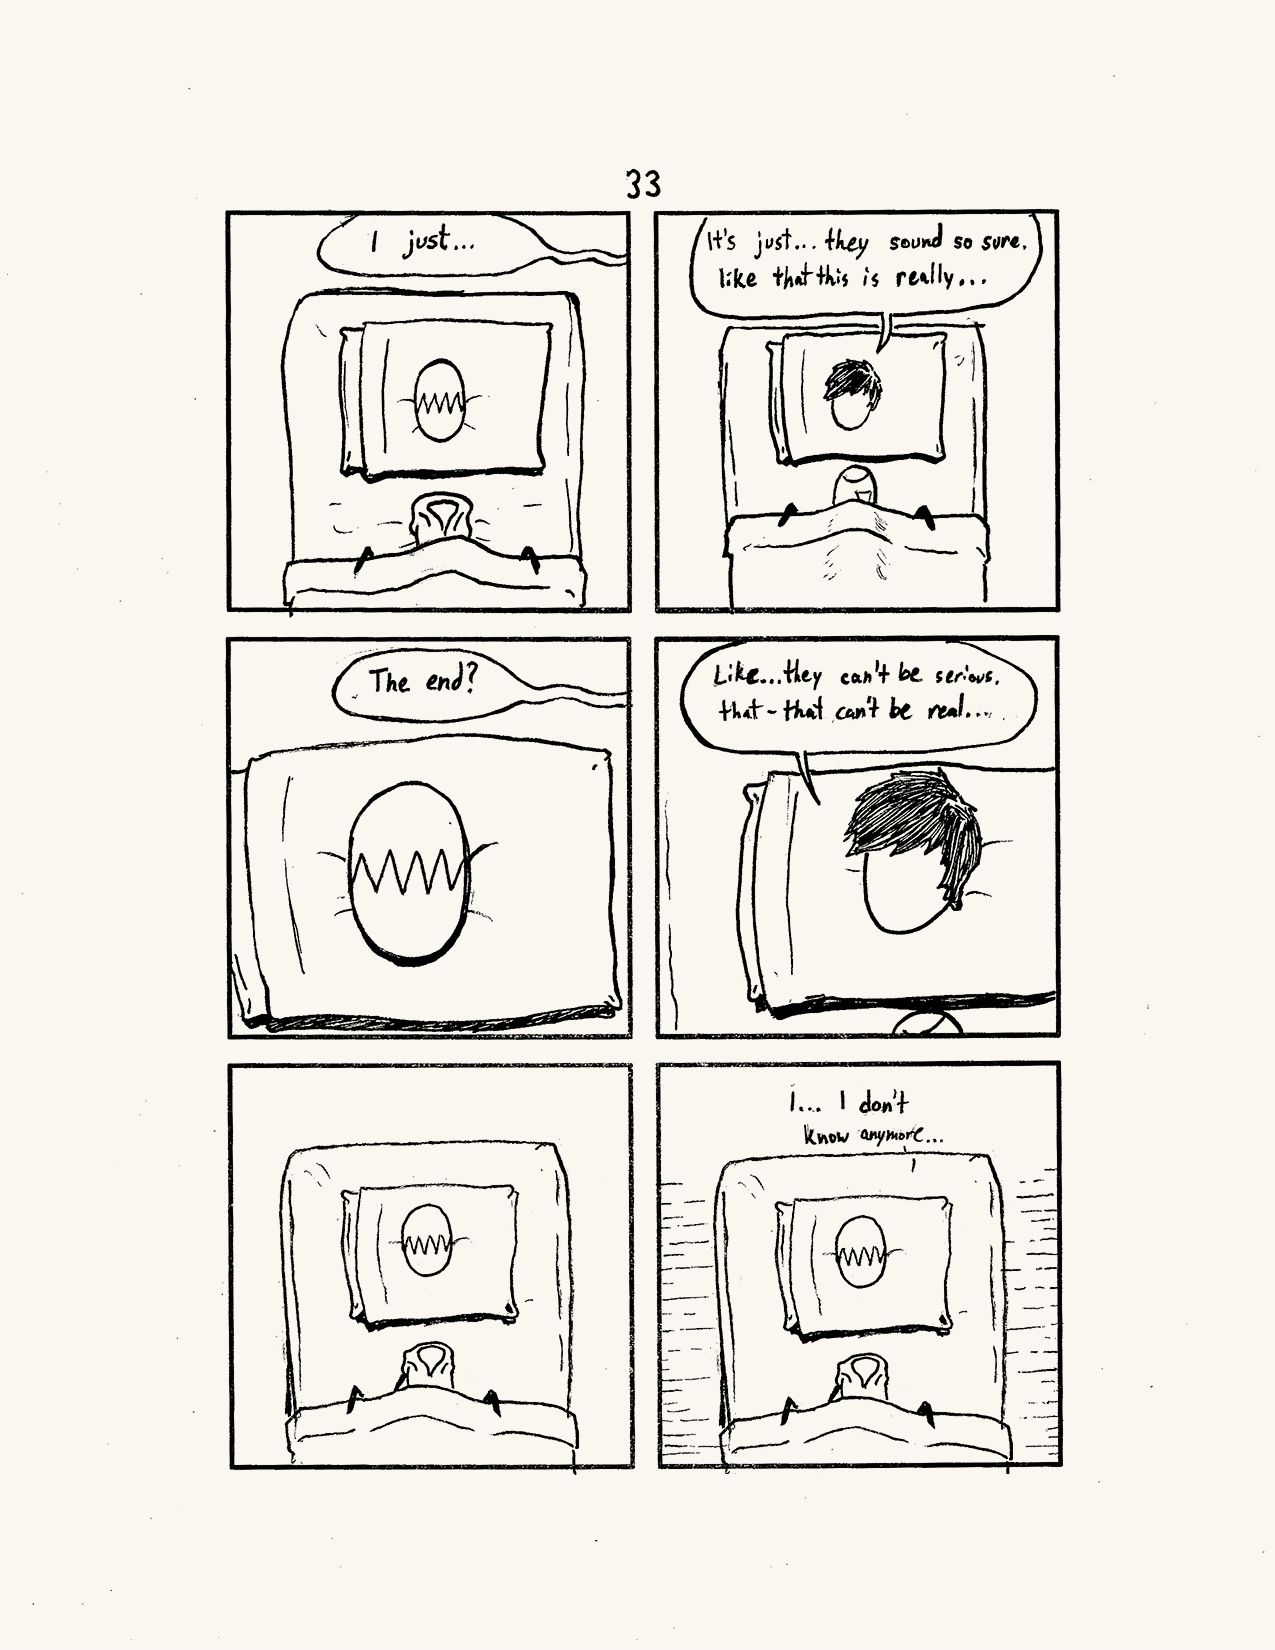 33
I just...
It's just... they sound so sure.
like that this is really...
The end?
Like...they can't be serious.
that - that can't be real...
I... I don't
know anymore...